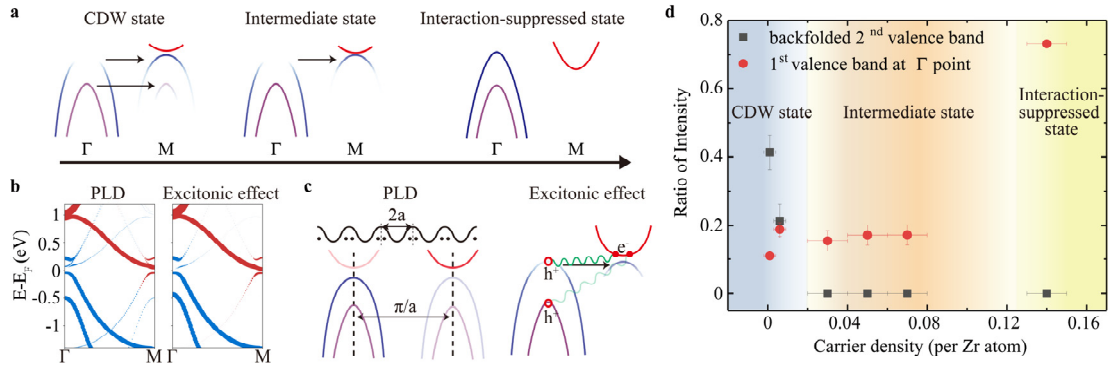 a
CDW state
Intermediate state
Interaction-suppressed state
Γ
M
Γ
M
Γ
M
b
PLD
Excitonic effect
E-E_F (eV)
1
0.5
0
-0.5
-1
Γ
M
Γ
M
c
PLD
Excitonic effect
2a
π/a
e⁻
h⁺
h⁺
d
Ratio of Intensity
0.8
0.6
0.4
0.2
0
backfolded 2nd valence band
1st valence band at Γ point
CDW state
Intermediate state
Interaction-
suppressed
state
0
0.04
0.08
0.12
0.16
Carrier density (per Zr atom)